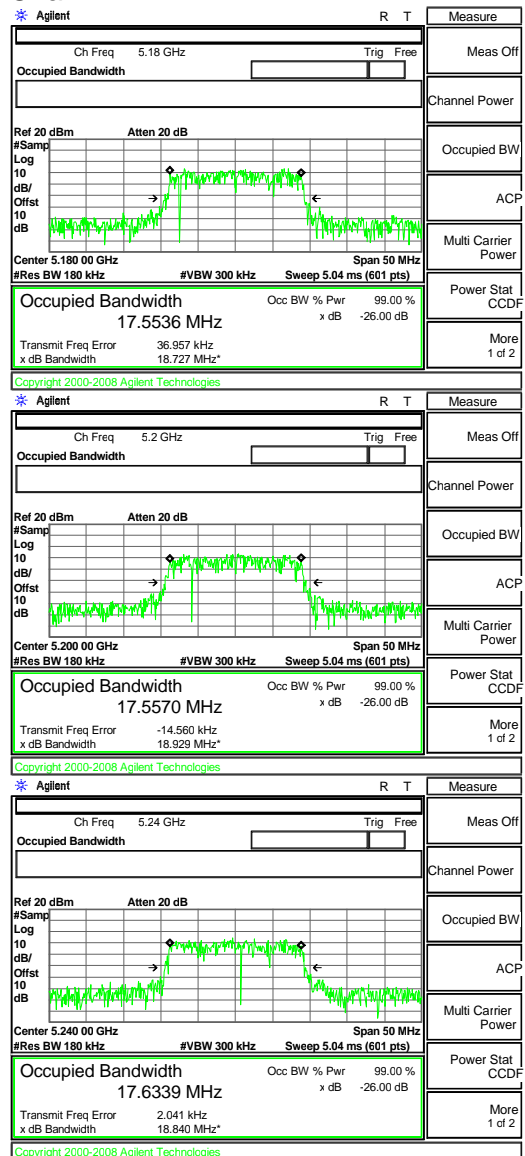 Agilent R T Measure
Ch Freq 5.18 GHz Trig Free
Occupied Bandwidth
Meas Off
Channel Power
Occupied BW
ACP
Multi Carrier
Power
Power Stat
CCDF
More
1 of 2
Ref 20 dBm Atten 20 dB
#Samp
Log
10
dB/
Offst
10
dB
Center 5.180 00 GHz Span 50 MHz
#Res BW 180 kHz #VBW 300 kHz Sweep 5.04 ms (601 pts)
Occupied Bandwidth Occ BW % Pwr 99.00 %
17.5536 MHz x dB -26.00 dB
Transmit Freq Error 36.957 kHz
x dB Bandwidth 18.727 MHz*
Copyright 2000-2008 Agilent Technologies
Agilent R T Measure
Ch Freq 5.2 GHz Trig Free
Occupied Bandwidth
Meas Off
Channel Power
Occupied BW
ACP
Multi Carrier
Power
Power Stat
CCDF
More
1 of 2
Ref 20 dBm Atten 20 dB
#Samp
Log
10
dB/
Offst
10
dB
Center 5.200 00 GHz Span 50 MHz
#Res BW 180 kHz #VBW 300 kHz Sweep 5.04 ms (601 pts)
Occupied Bandwidth Occ BW % Pwr 99.00 %
17.5570 MHz x dB -26.00 dB
Transmit Freq Error -14.560 kHz
x dB Bandwidth 18.929 MHz*
Copyright 2000-2008 Agilent Technologies
Agilent R T Measure
Ch Freq 5.24 GHz Trig Free
Occupied Bandwidth
Meas Off
Channel Power
Occupied BW
ACP
Multi Carrier
Power
Power Stat
CCDF
More
1 of 2
Ref 20 dBm Atten 20 dB
#Samp
Log
10
dB/
Offst
10
dB
Center 5.240 00 GHz Span 50 MHz
#Res BW 180 kHz #VBW 300 kHz Sweep 5.04 ms (601 pts)
Occupied Bandwidth Occ BW % Pwr 99.00 %
17.6339 MHz x dB -26.00 dB
Transmit Freq Error 2.041 kHz
x dB Bandwidth 18.840 MHz*
Copyright 2000-2008 Agilent Technologies